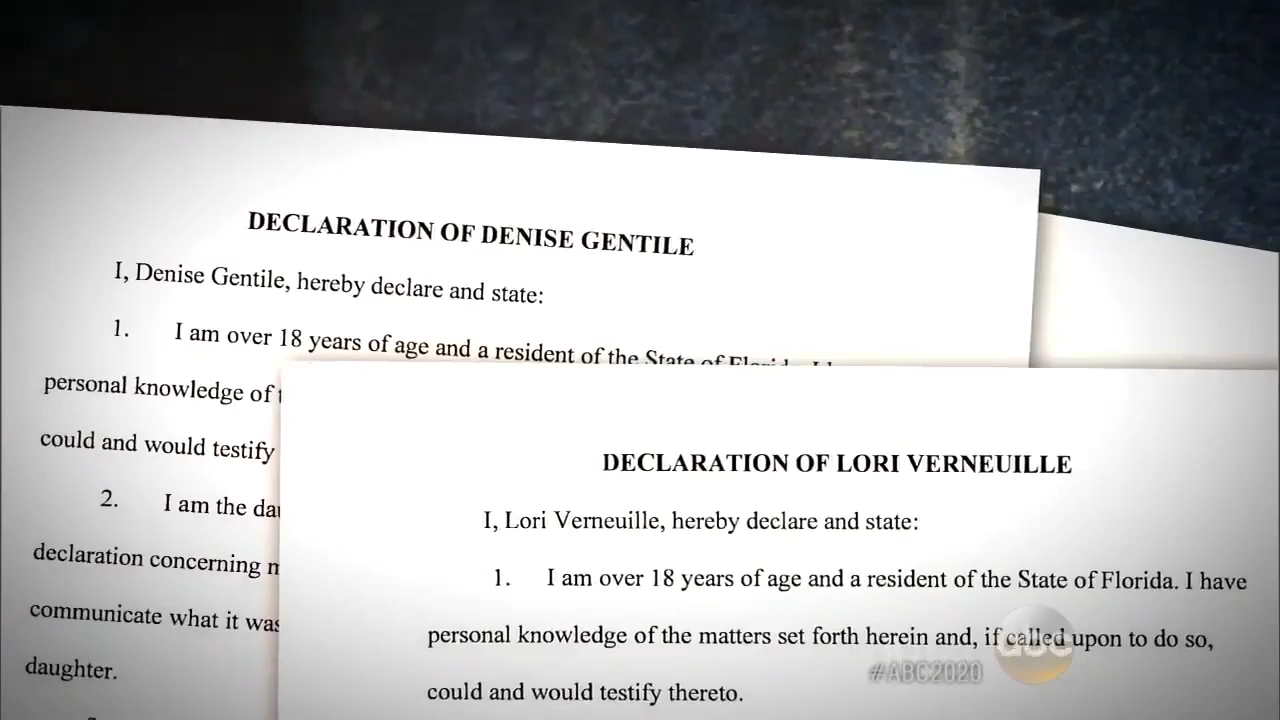 DECLARATION OF DENISE GENTILE
I, Denise Gentile, hereby declare and state:
1. I am over 18 years of age and a resident of the State of Florida. I
personal knowledge of
could and would testify
2. I am the
declaration concerning
communicate what it was
daughter.
DECLARATION OF LORI VERNEUILLE
I, Lori Verneuille, hereby declare and state:
1. I am over 18 years of age and a resident of the State of Florida. I have
personal knowledge of the matters set forth herein and, if called upon to do so,
could and would testify thereto.
abc
#ABC2020